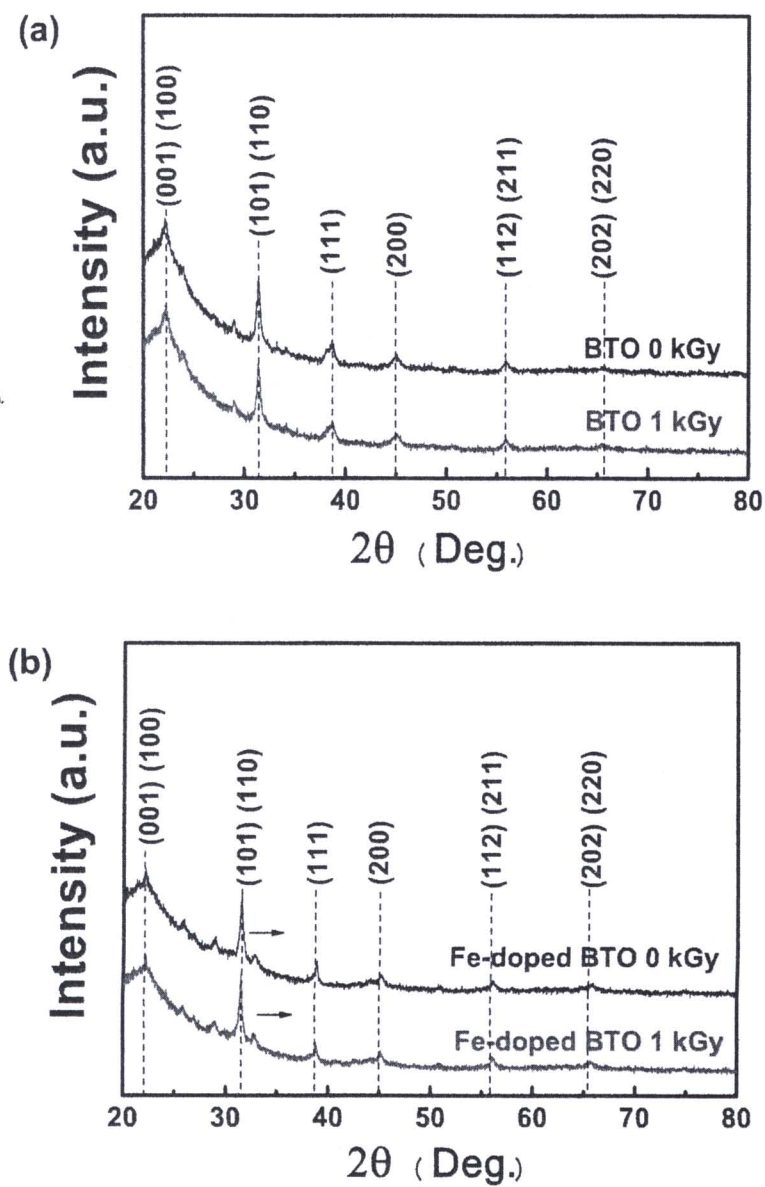 (a)
Intensity (a.u.)
(001) (100)
(101) (110)
(111)
(200)
(112) (211)
(202) (220)
BTO 0 kGy
BTO 1 kGy
20 30 40 50 60 70 80
2θ (Deg.)
(b)
Intensity (a.u.)
(001) (100)
(101) (110)
(111)
(200)
(112) (211)
(202) (220)
Fe-doped BTO 0 kGy
Fe-doped BTO 1 kGy
20 30 40 50 60 70 80
2θ (Deg.)